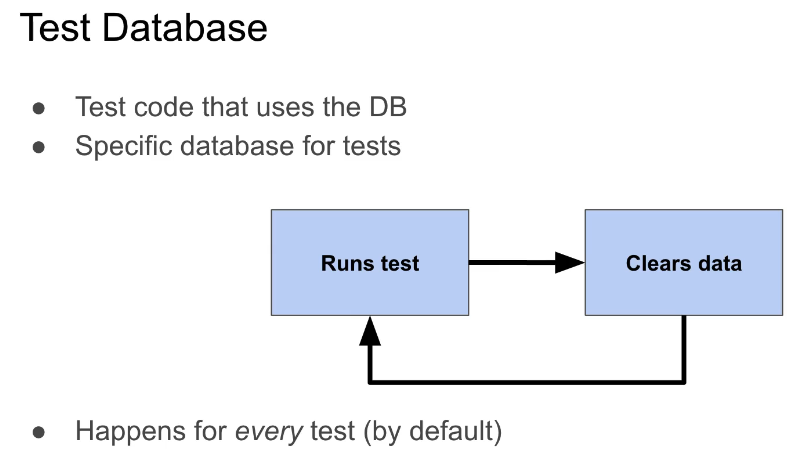 Test Database
● Test code that uses the DB
● Specific database for tests
Runs test
Clears data
● Happens for every test (by default)